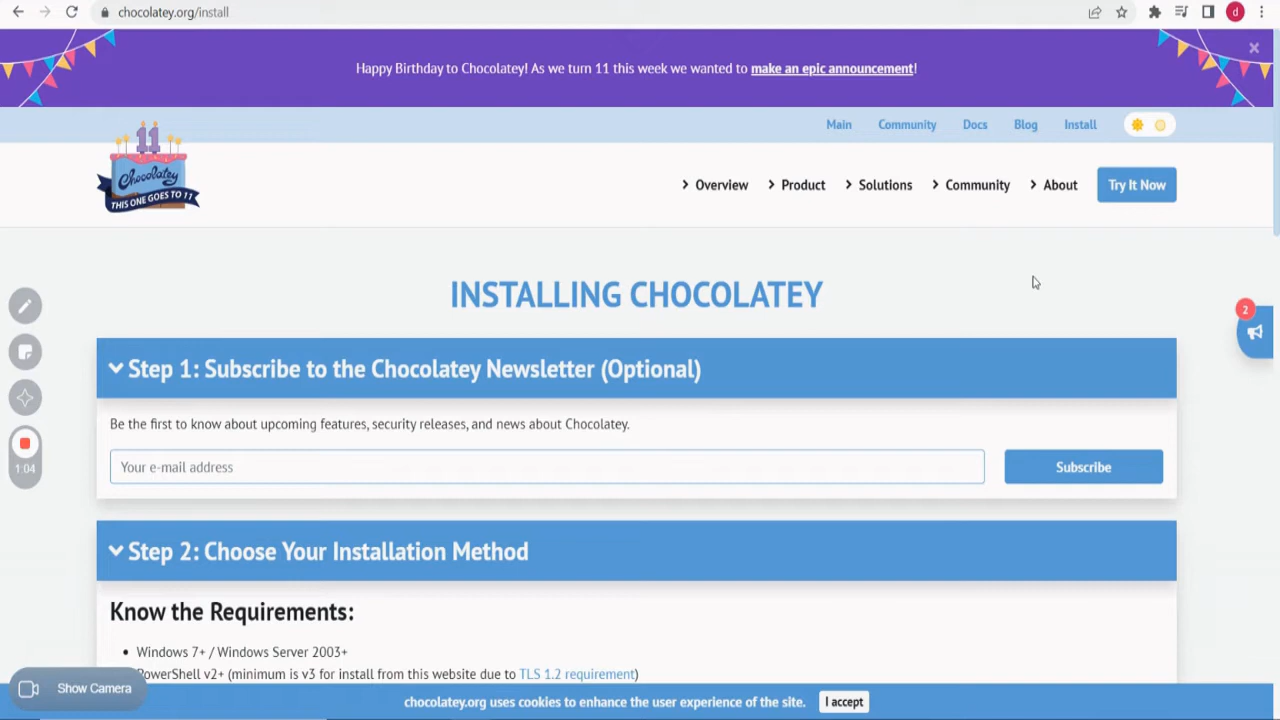 chocolatey.org/install
d
Happy Birthday to Chocolatey! As we turn 11 this week we wanted to make an epic announcement!
Main Community Docs Blog Install
11
Chocolatey
THIS ONE GOES TO 11
Overview Product Solutions Community About Try It Now
INSTALLING CHOCOLATEY
2
Step 1: Subscribe to the Chocolatey Newsletter (Optional)
Be the first to know about upcoming features, security releases, and news about Chocolatey.
Your e-mail address Subscribe
1:04
Step 2: Choose Your Installation Method
Know the Requirements:
• Windows 7+ / Windows Server 2003+
PowerShell v2+ (minimum is v3 for install from this website due to TLS 1.2 requirement)
Show Camera
chocolatey.org uses cookies to enhance the user experience of the site. I accept